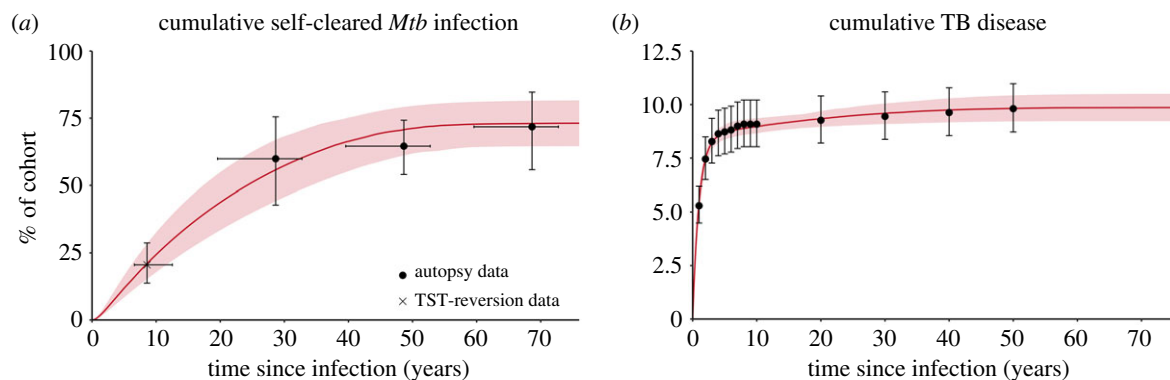 (a) cumulative self-cleared Mtb infection
100
75
50
25
0
% of cohort
0 10 20 30 40 50 60 70
time since infection (years)
autopsy data
TST-reversion data
(b) cumulative TB disease
12.5
10.0
7.5
5.0
2.5
0
0 10 20 30 40 50 60 70
time since infection (years)